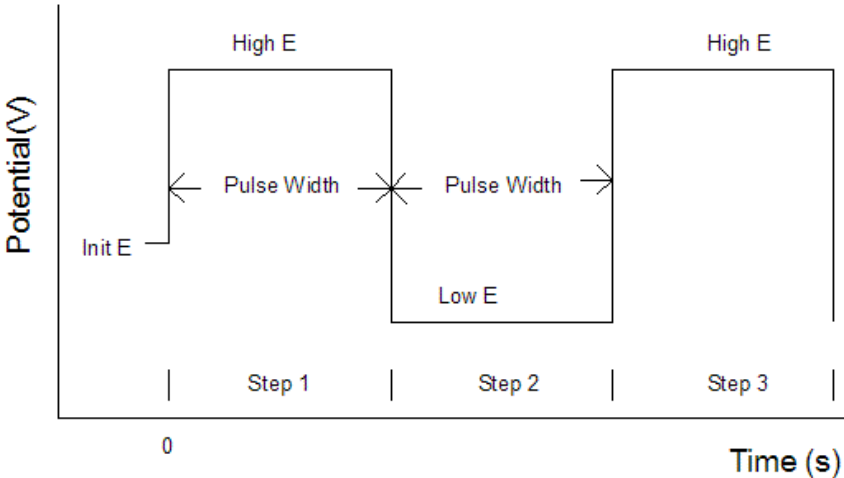 High E
High E
Potential(V)
Pulse Width
Pulse Width
Init E
Low E
Step 1
Step 2
Step 3
0
Time (s)